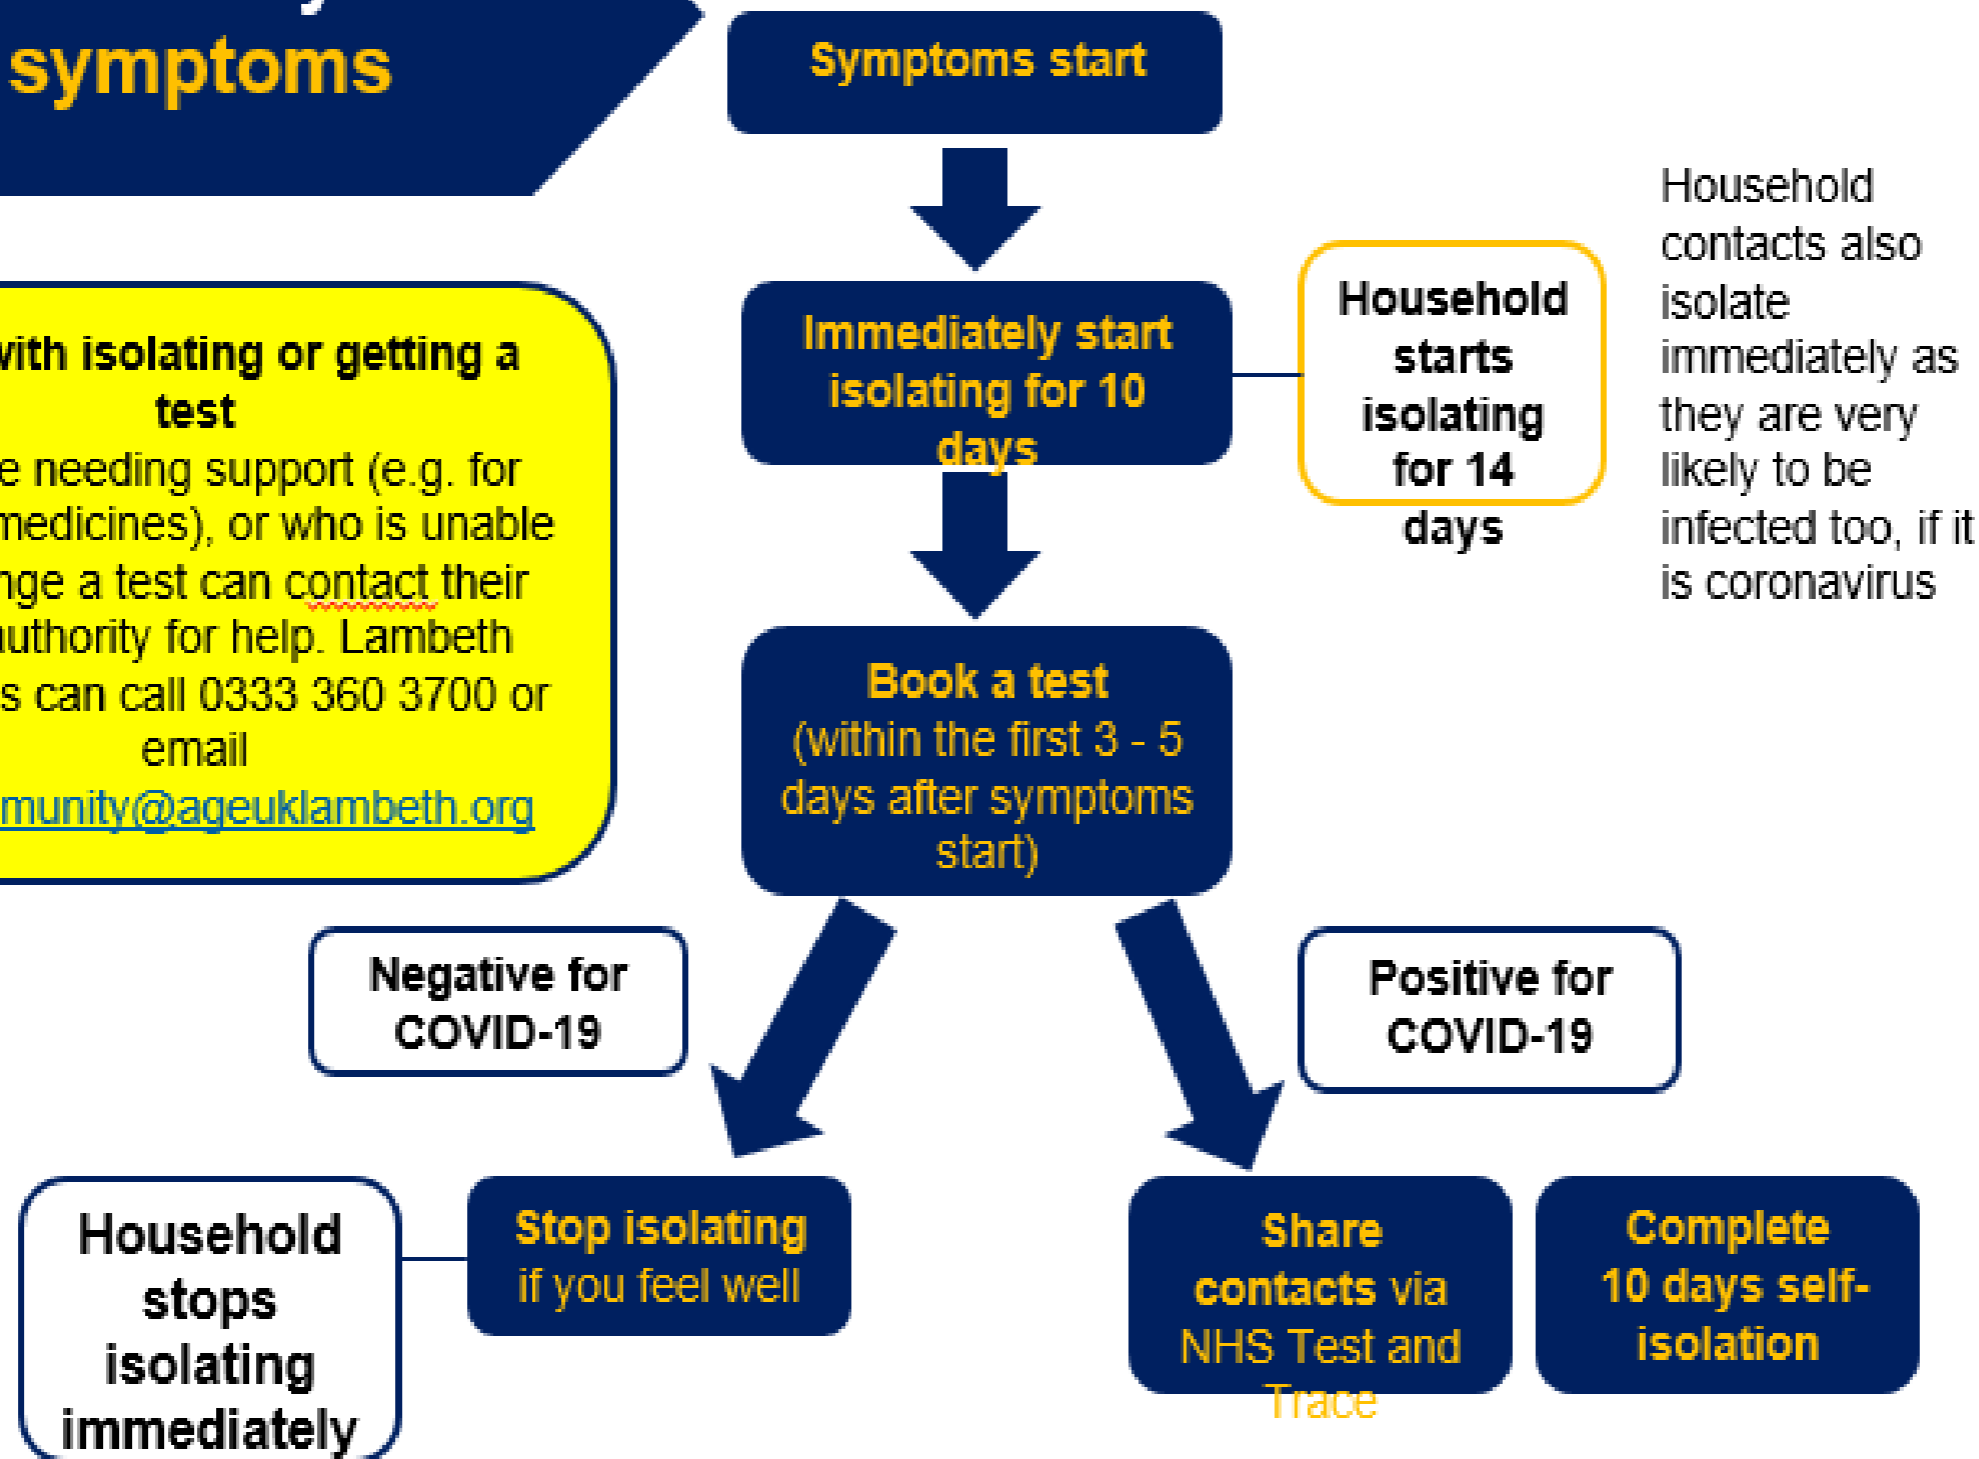 symptoms
Symptoms start
Immediately start
isolating for 10
days
Household
starts
isolating
for 14
days
Household
contacts also
isolate
immediately as
they are very
likely to be
infected too, if it
is coronavirus
with isolating or getting a
test
needing support (e.g. for
medicines), or who is unable
a test can contact their
authority for help. Lambeth
can call 0333 360 3700 or
email
munity@ageuklambeth.org
Book a test
(within the first 3 - 5
days after symptoms
start)
Negative for
COVID-19
Positive for
COVID-19
Household
stops
isolating
immediately
Stop isolating
if you feel well
Share
contacts via
NHS Test and
Trace
Complete
10 days self-
isolation